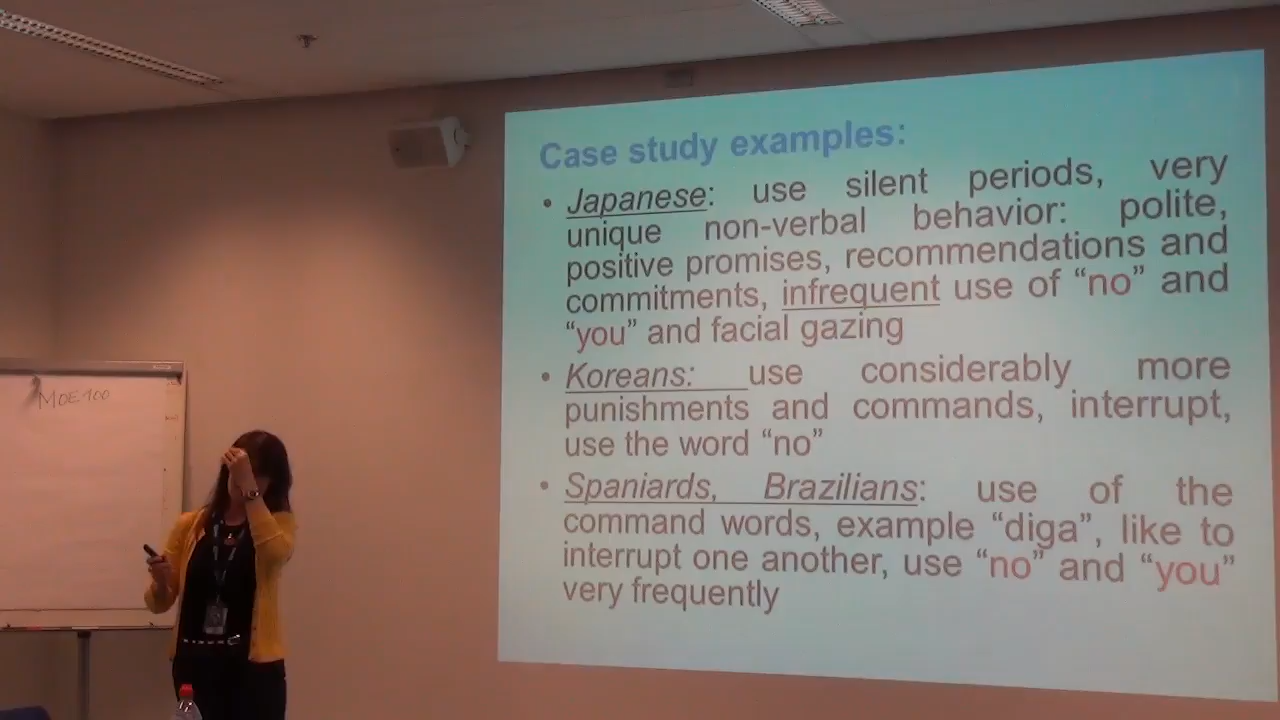 MOE100
Case study examples:
• Japanese: use silent periods, very
unique non-verbal behavior: polite,
positive promises, recommendations and
commitments, infrequent use of “no” and
“you” and facial gazing
• Koreans: use considerably more
punishments and commands, interrupt,
use the word “no”
• Spaniards, Brazilians: use of the
command words, example “diga”, like to
interrupt one another, use “no” and “you”
very frequently